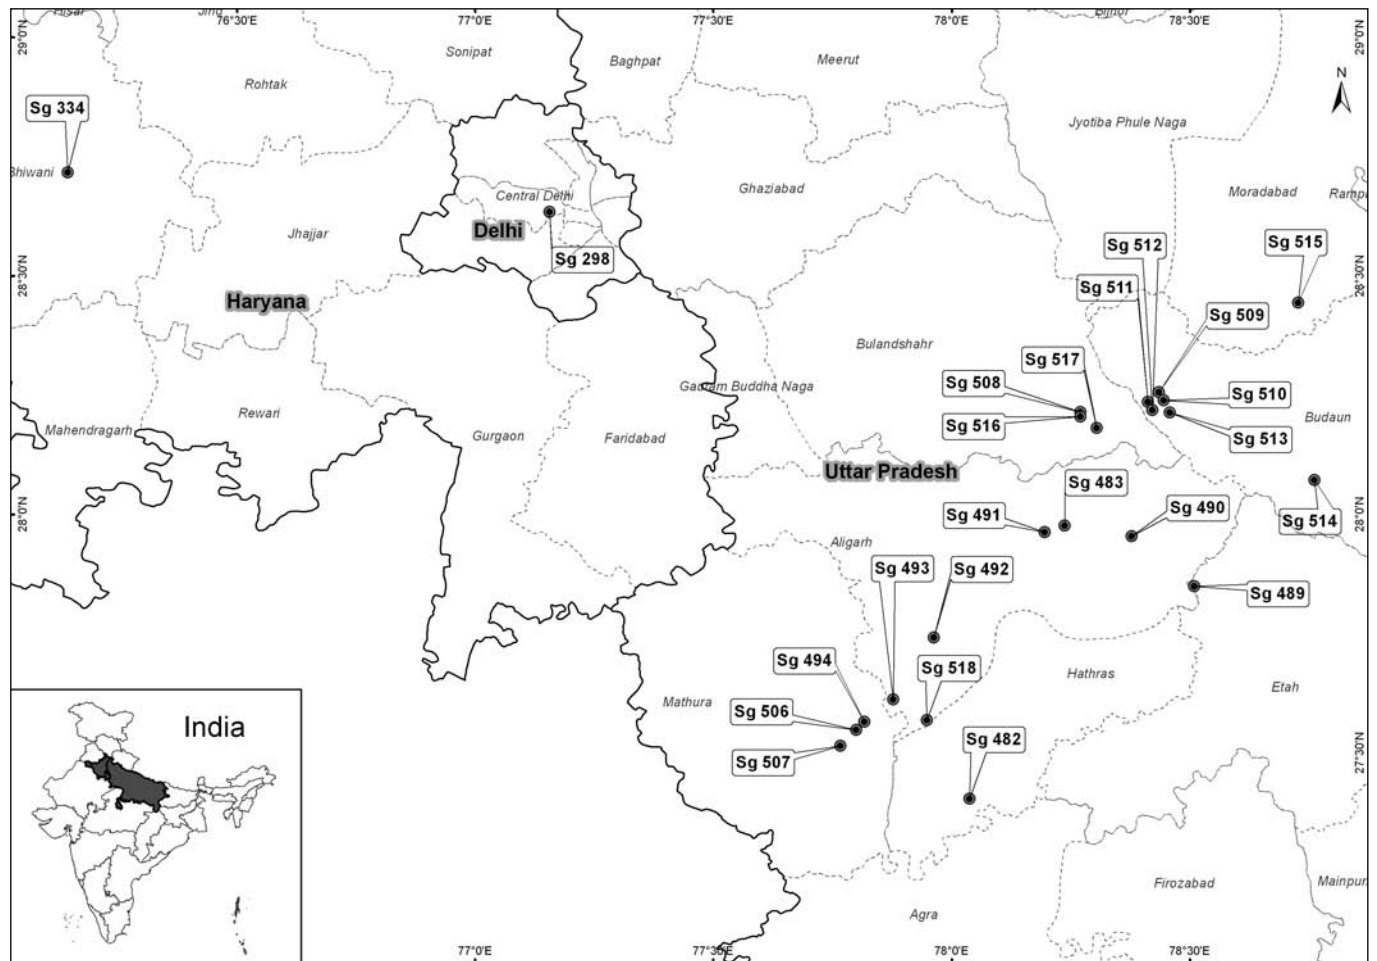 76°30'E
77°0'E
78°0'E
78°30'E
29°0'N
29°0'N
Sonipat
Baghpat
Meerut
Rohtak
N
Sg 334
Jyotiba Phule Naga
Bhiwani
Central Delhi
Ghaziabad
Moradabad
Delhi
Jhajjar
Sg 512
Sg 515
Sg 298
28°30'N
28°30'N
Sg 511
Haryana
Sg 509
Bulandshahr
Sg 517
Sg 508
Gautam Buddha Naga
Sg 510
Rewari
Budaun
Sg 516
Mahendragarh
Gurgaon
Faridabad
Sg 513
Uttar Pradesh
Sg 483
Sg 490
Sg 491
Sg 514
28°0'N
28°0'N
Aligarh
Sg 493
Sg 492
Sg 489
Sg 494
Sg 518
Hathras
Etah
Mathura
Sg 506
India
Sg 482
Sg 507
27°30'N
Firozabad
Mainpur
Agra
77°0'E
77°30'E
78°0'E
78°30'E